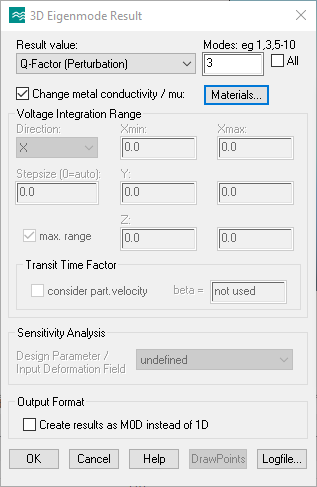 3D Eigenmode Result
Result value: Modes: eg 1,3,5-10
Q-Factor (Perturbation) 3 All
Change metal conductivity / mu: Materials...
Voltage Integration Range
Direction: Xmin: Xmax:
X 0.0 0.0
Stepsize (0=auto): Y:
0.0 0.0 0.0
Z:
max. range 0.0 0.0
Transit Time Factor
consider part.velocity beta = not used
Sensitivity Analysis
Design Parameter / Input Deformation Field undefined
Output Format
Create results as M0D instead of 1D
OK Cancel Help DrawPoints Logfile...